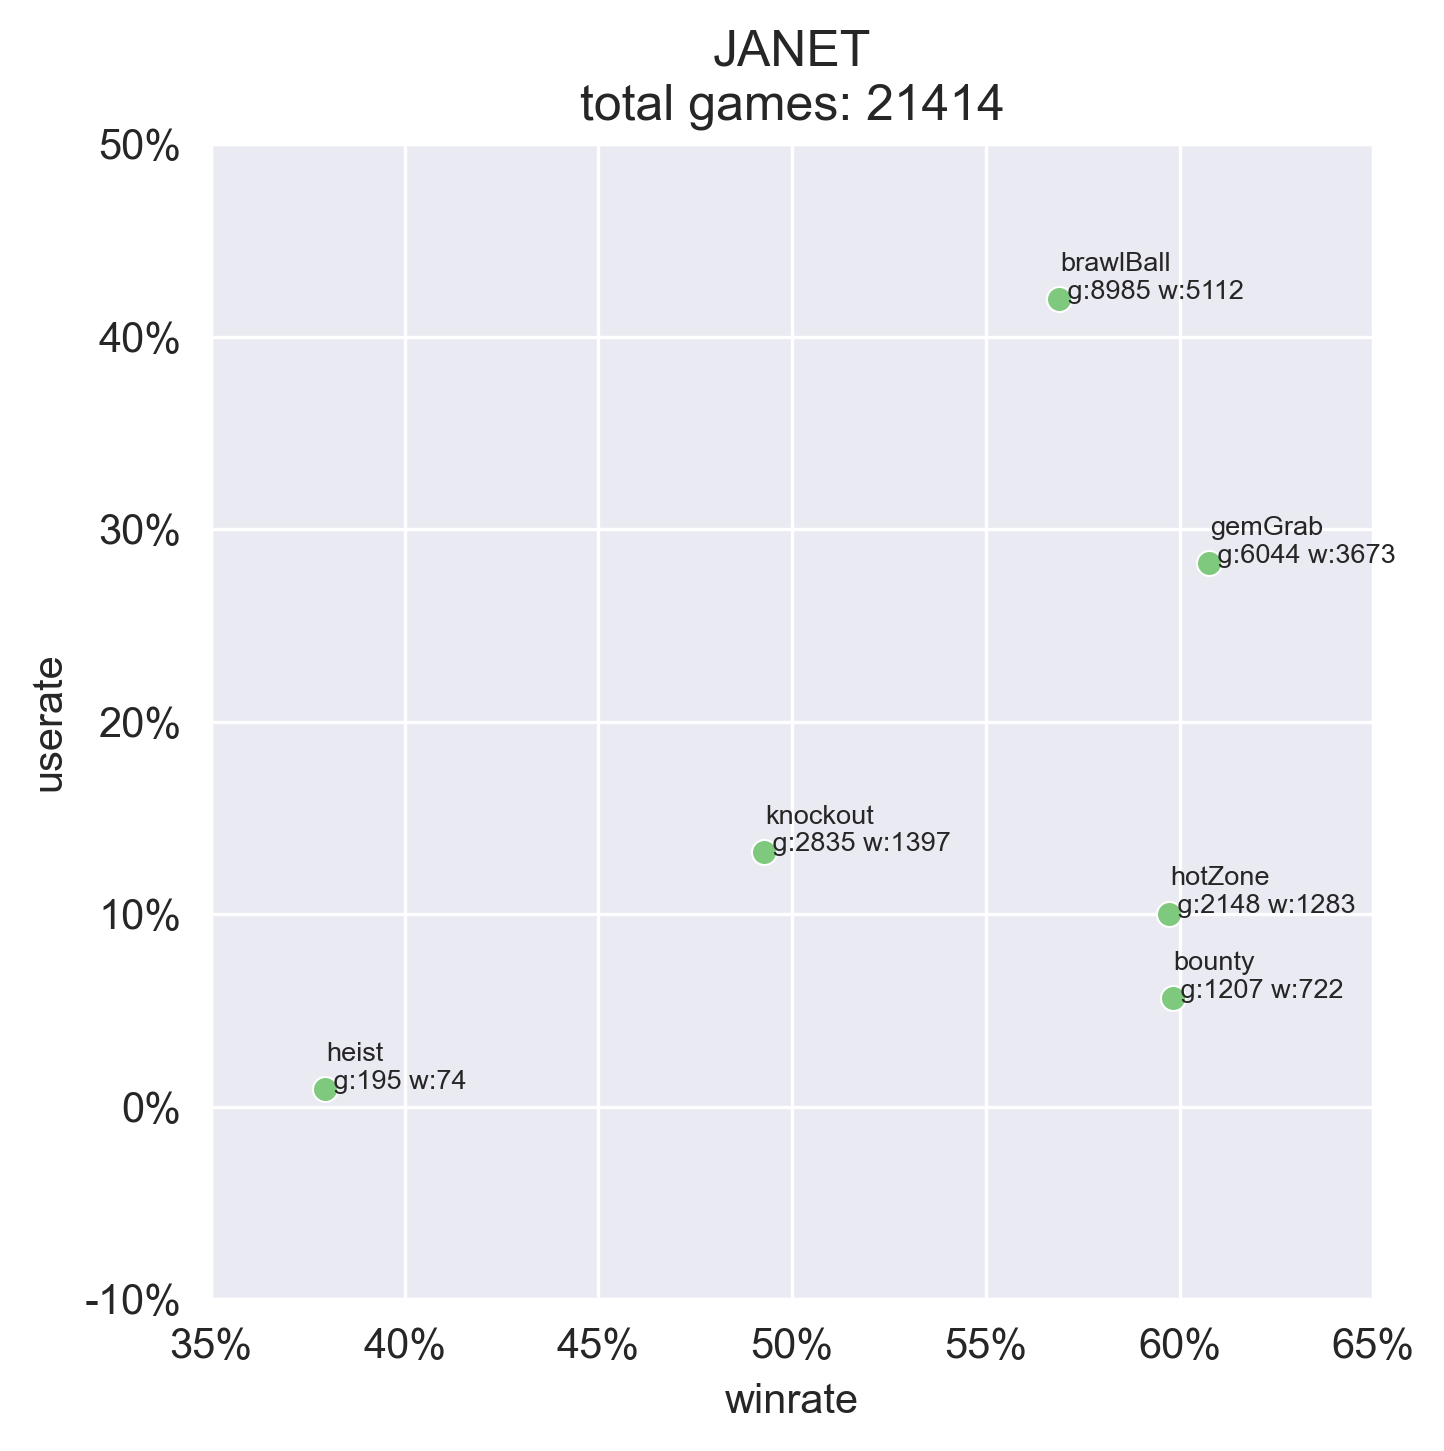 JANET
total games: 21414
50%
40%
30%
20%
10%
0%
-10%
userate
brawlBall
g:8985 w:5112
gemGrab
g:6044 w:3673
knockout
g:2835 w:1397
hotZone
g:2148 w:1283
bounty
g:1207 w:722
heist
g:195 w:74
35% 40% 45% 50% 55% 60% 65%
winrate